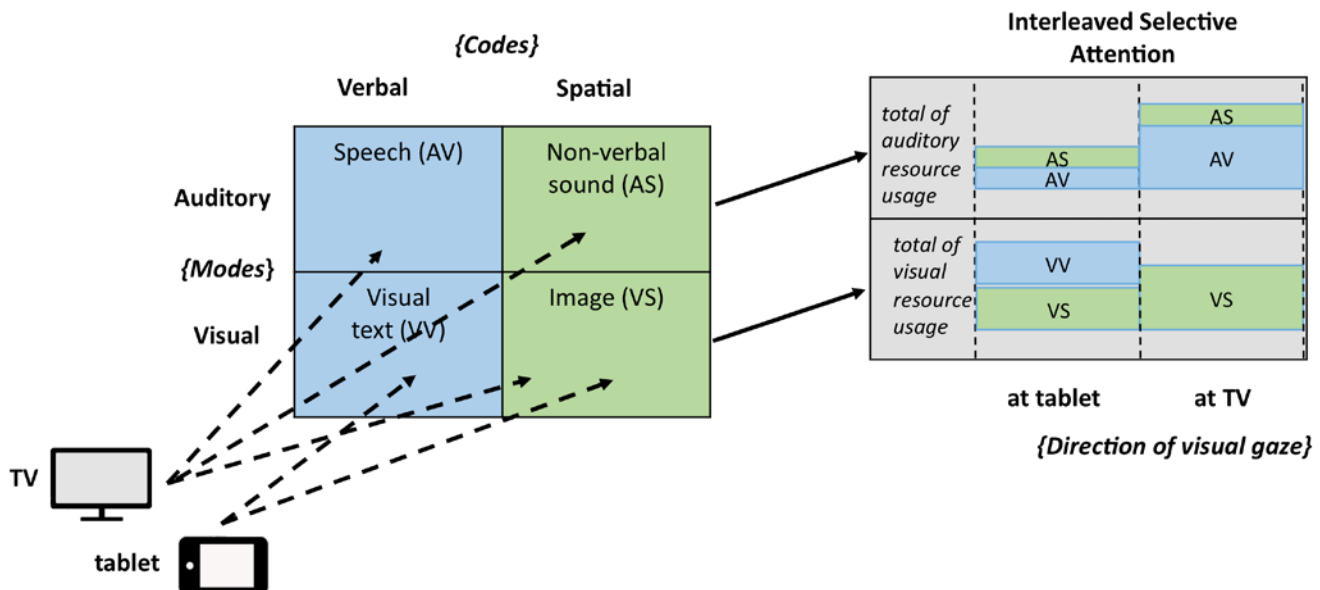 {Codes}
Verbal
Spatial
Auditory
{Modes}
Visual
Speech (AV)
Non-verbal
sound (AS)
Visual
text (VV)
Image (VS)
TV
tablet
Interleaved Selective
Attention
total of
auditory
resource
usage
AS
AV
AS
AV
total of
visual
resource
usage
VV
VS
VS
at tablet
at TV
{Direction of visual gaze}